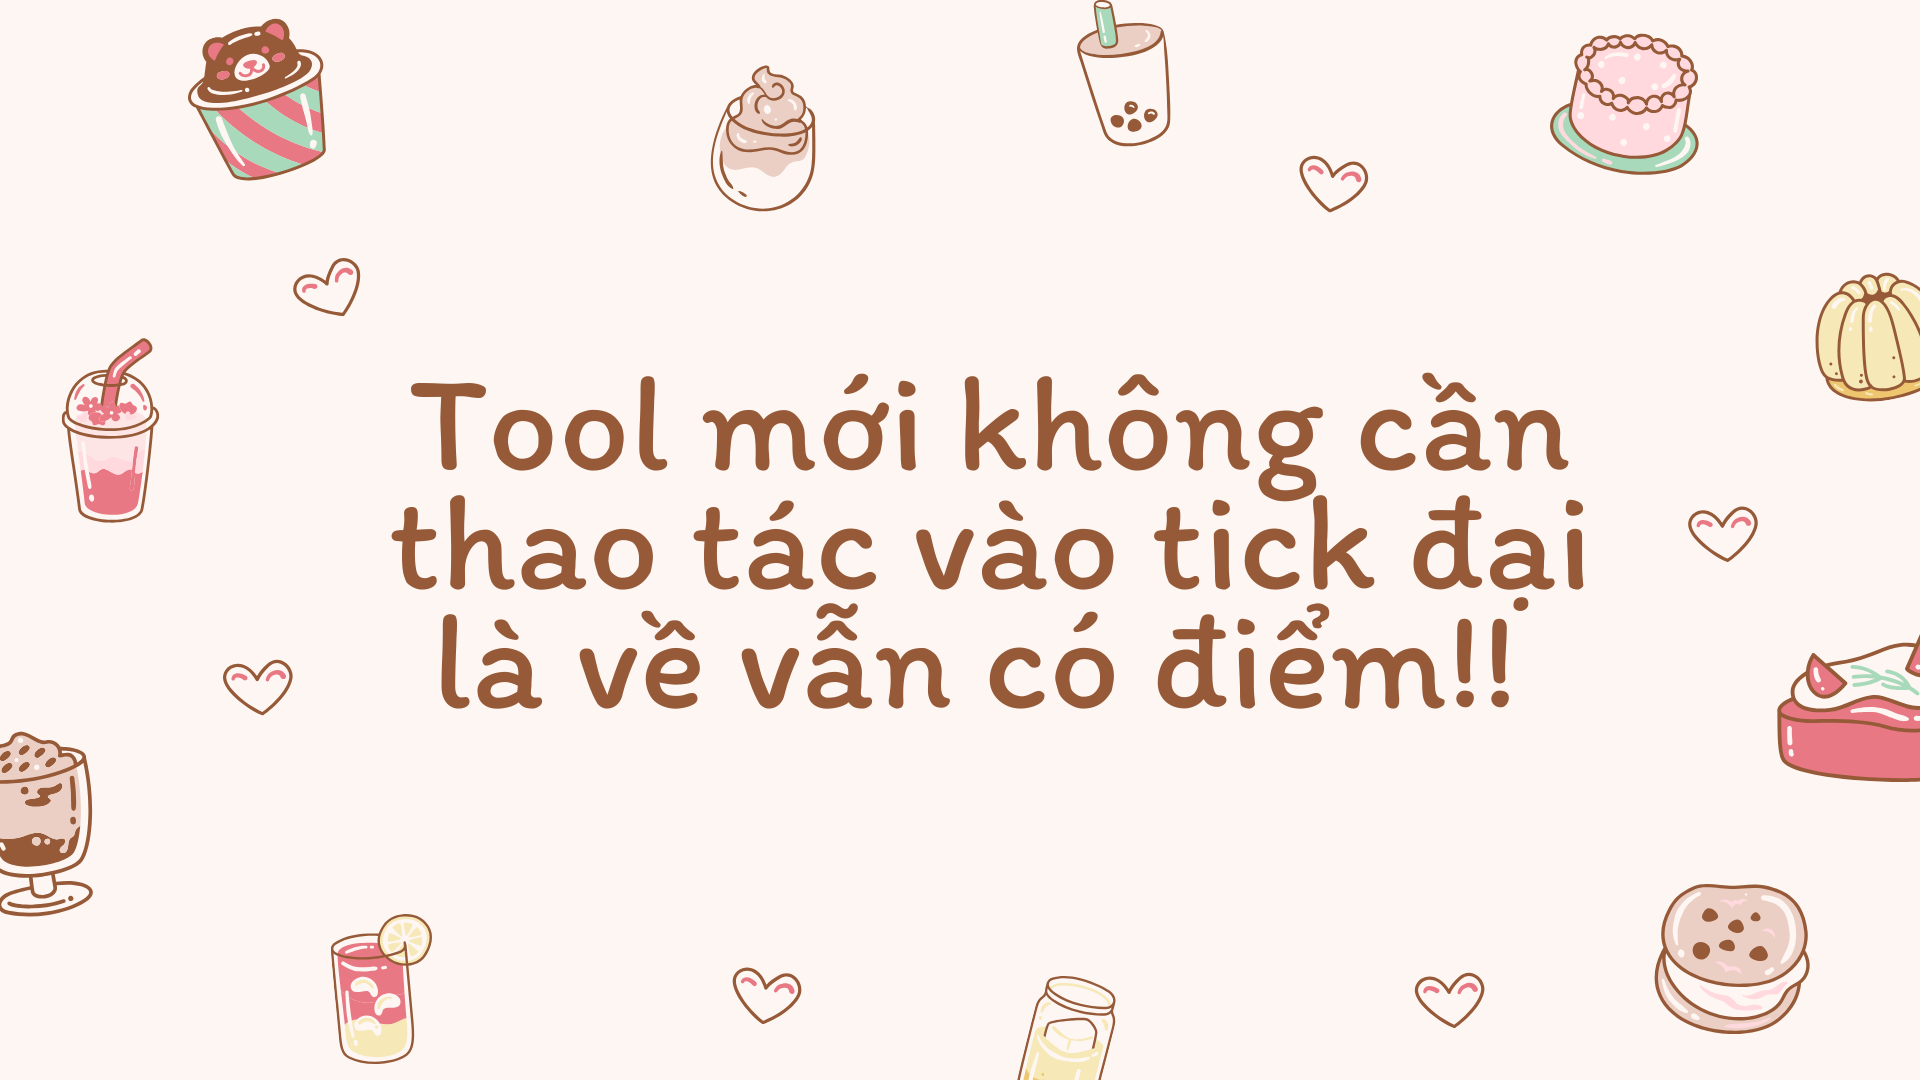 Tool mới không cần
thao tác vào tick đại
là về vẫn có điểm!!